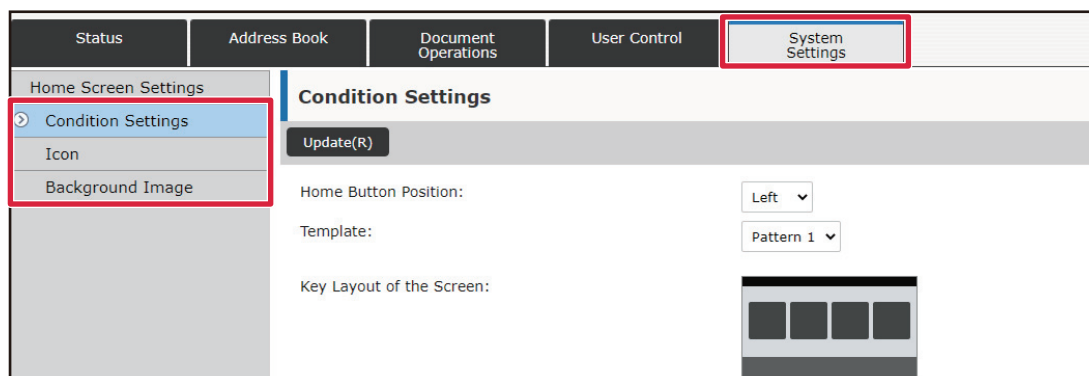 Status
Address Book
Document
Operations
User Control
System
Settings
Home Screen Settings
Condition Settings
Icon
Background Image
Condition Settings
Update(R)
Home Button Position:
Left
Template:
Pattern 1
Key Layout of the Screen: